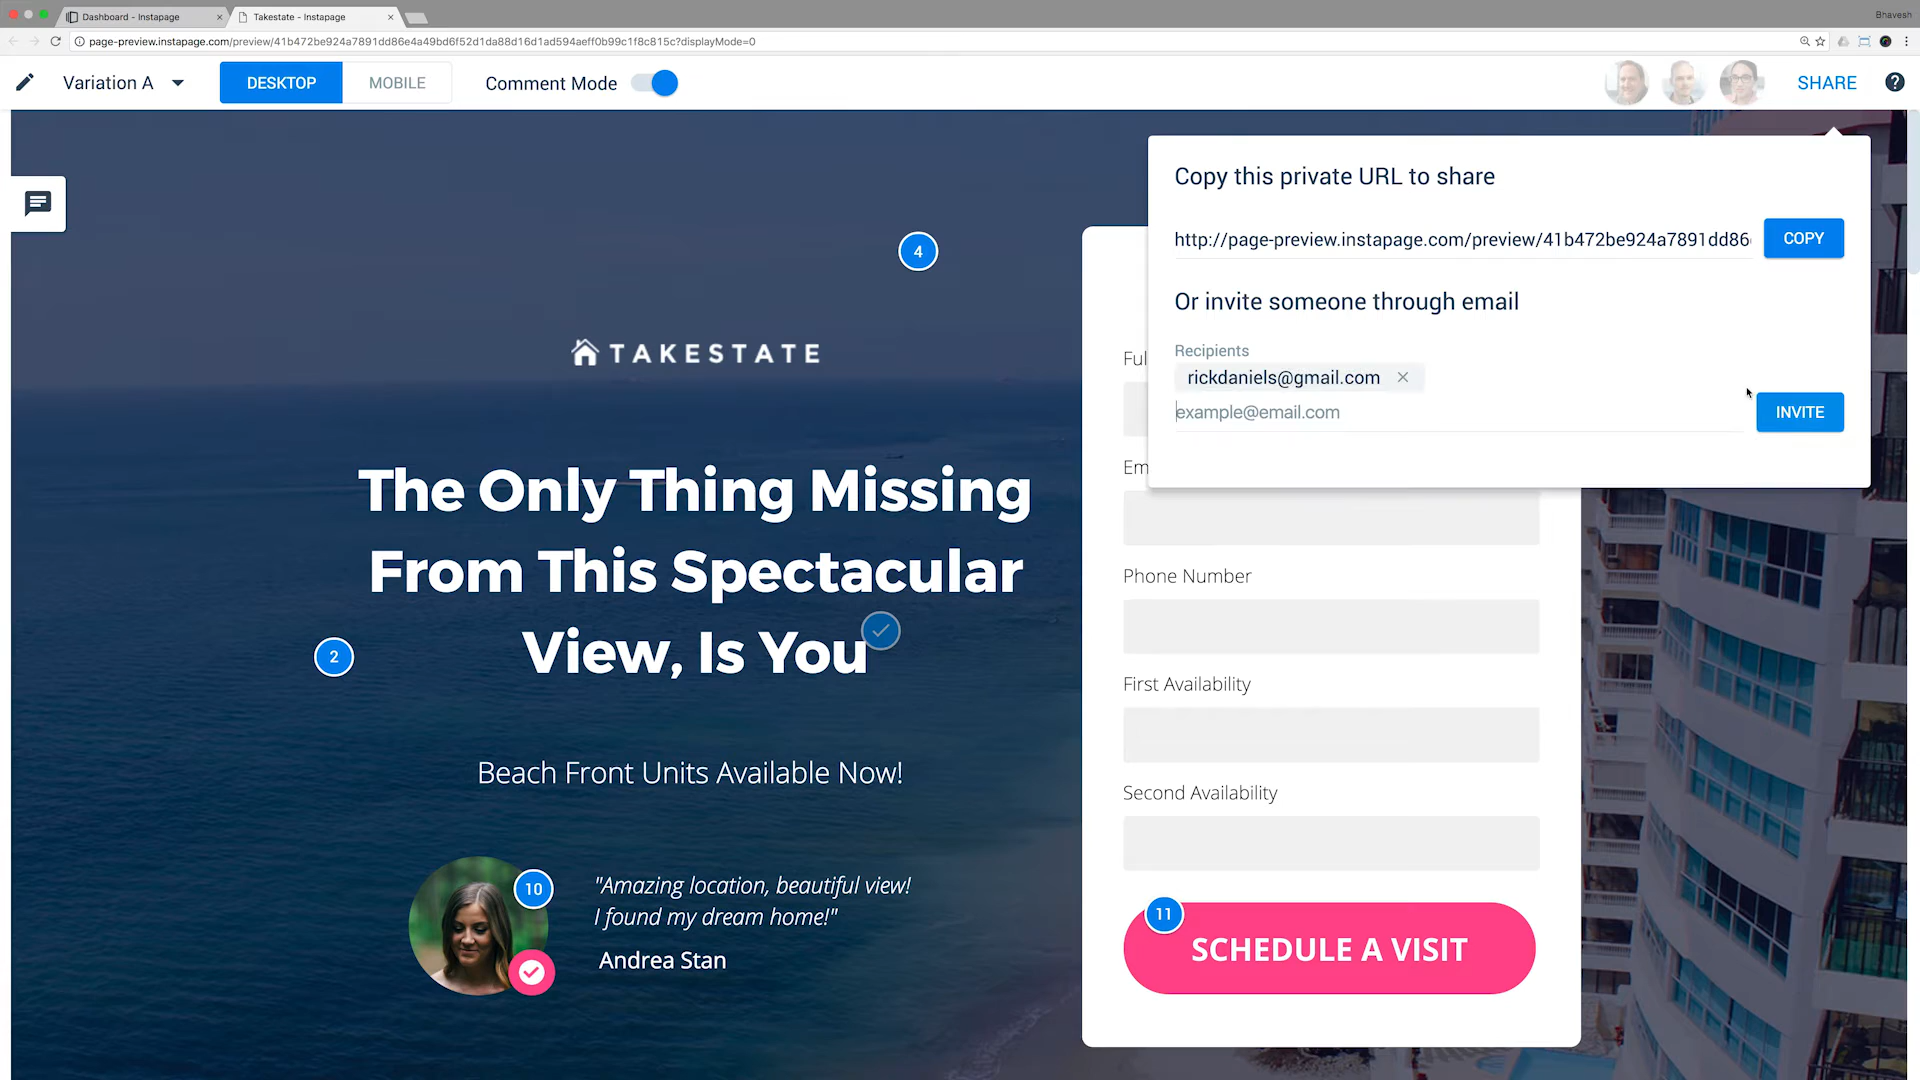 Dashboard - Instapage
Takestate - Instapage
Bhavesh
page-preview.instapage.com/preview/41b472be924a7891dd86e4a49bd6f52d1da88d16d1ad594aeff0b99c1f8c815c?displayMode=0
Variation A
DESKTOP
MOBILE
Comment Mode
SHARE
?
Copy this private URL to share
http://page-preview.instapage.com/preview/41b472be924a7891dd86
COPY
Or invite someone through email
Recipients
rickdaniels@gmail.com
example@email.com
INVITE
4
TAKESTATE
The Only Thing Missing
From This Spectacular
View, Is You
2
Beach Front Units Available Now!
10
"Amazing location, beautiful view!
I found my dream home!"
Andrea Stan
Ful
Em
Phone Number
First Availability
Second Availability
11
SCHEDULE A VISIT